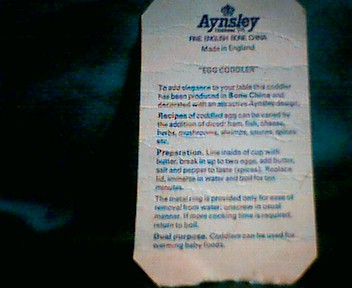 Aynsley
FINE ENGLISH BONE CHINA
Made in England
"EGG CODDLER"
To add elegance to your table this coddler
has been produced in Bone China and
decorated with an attractive Aynsley design.
Recipes of coddled egg can be varied by
the addition of diced: ham, fish, cheese,
herbs, mushrooms, shrimps, sauces, spices
etc.
Preparation. Line inside of cup with
butter, break in up to two eggs, add butter,
salt and pepper to taste (spices). Replace
lid, immerse in water and boil for ten
minutes.
The metal ring is provided only for ease of
removal from water, unscrew in usual
manner. If more cooking time is required,
return to boil.
Dual purpose. Coddlers can be used for
warming baby foods.